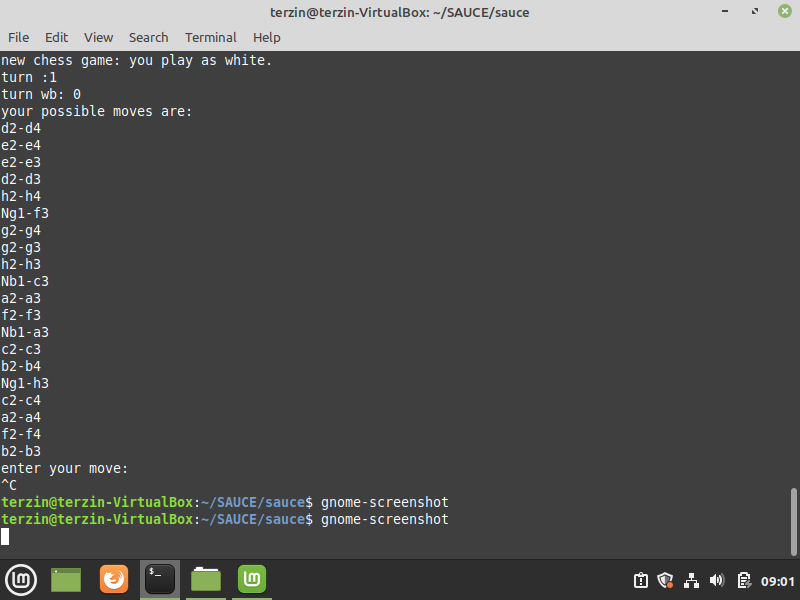 terzin@terzin-VirtualBox: ~/SAUCE/sauce
File Edit View Search Terminal Help
new chess game: you play as white.
turn :1
turn wb: 0
your possible moves are:
d2-d4
e2-e4
e2-e3
d2-d3
h2-h4
Ng1-f3
g2-g4
g2-g3
h2-h3
Nb1-c3
a2-a3
f2-f3
Nb1-a3
c2-c3
b2-b4
Ng1-h3
c2-c4
a2-a4
f2-f4
b2-b3
enter your move:
^C
terzin@terzin-VirtualBox:~/SAUCE/sauce$ gnome-screenshot
terzin@terzin-VirtualBox:~/SAUCE/sauce$ gnome-screenshot
$_
09:01